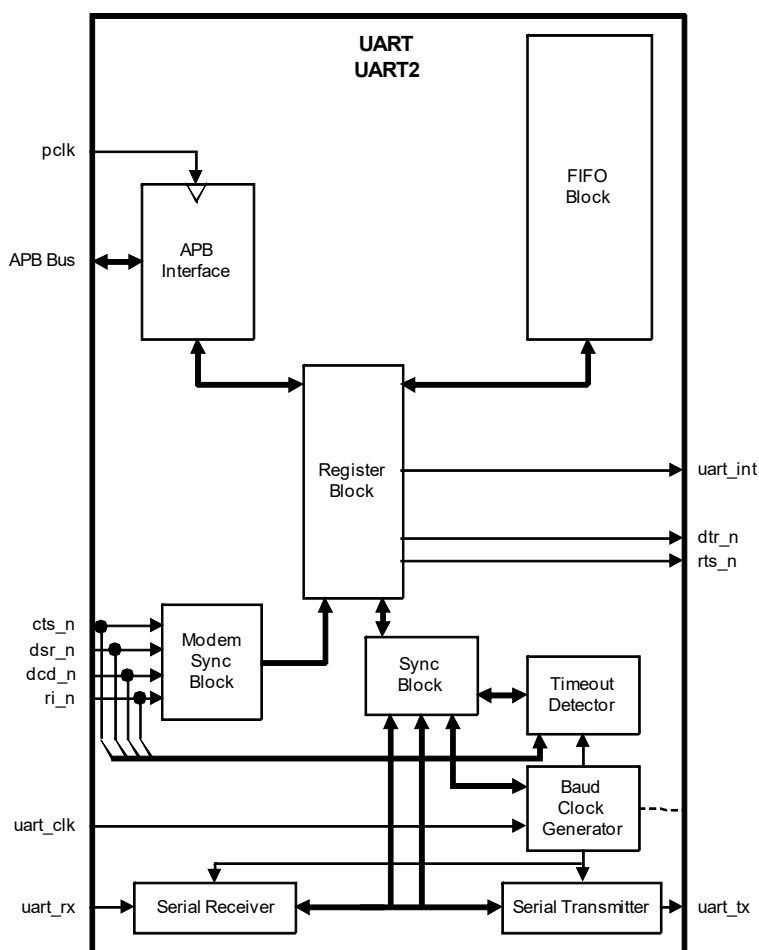 UART
UART2
pclk
FIFO
Block
APB Bus
APB
Interface
Register
Block
uart_int
dtr_n
rts_n
cts_n
dsr_n
dcd_n
ri_n
Modem
Sync
Block
Sync
Block
Timeout
Detector
Baud
Clock
Generator
uart_clk
uart_rx
Serial Receiver
Serial Transmitter
uart_tx